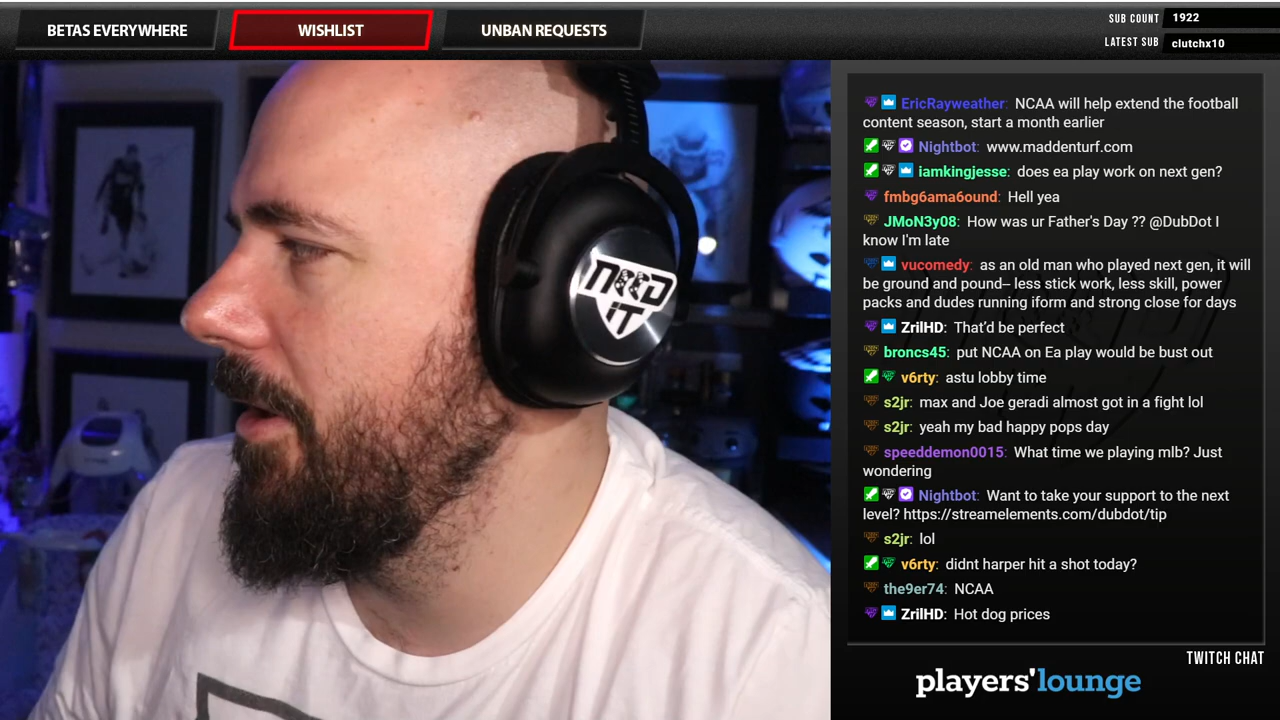 BETAS EVERYWHERE
WISHLIST
UNBAN REQUESTS
SUB COUNT 1922
LATEST SUB clutchx10
EricRayweather: NCAA will help extend the football
content season, start a month earlier
Nightbot: www.maddenturf.com
iamkingjesse: does ea play work on next gen?
fmbg6ama6ound: Hell yea
JMoN3y08: How was ur Father's Day ?? @DubDot I
know I'm late
vucomedy: as an old man who played next gen, it will
be ground and pound-- less stick work, less skill, power
packs and dudes running iform and strong close for days
ZrilHD: That'd be perfect
broncs45: put NCAA on Ea play would be bust out
v6rty: astu lobby time
s2jr: max and Joe geradi almost got in a fight lol
s2jr: yeah my bad happy pops day
speeddemon0015: What time we playing mlb? Just
wondering
Nightbot: Want to take your support to the next
level? https://streamelements.com/dubdot/tip
s2jr: lol
v6rty: didnt harper hit a shot today?
the9er74: NCAA
ZrilHD: Hot dog prices
TWITCH CHAT
players'lounge
IT